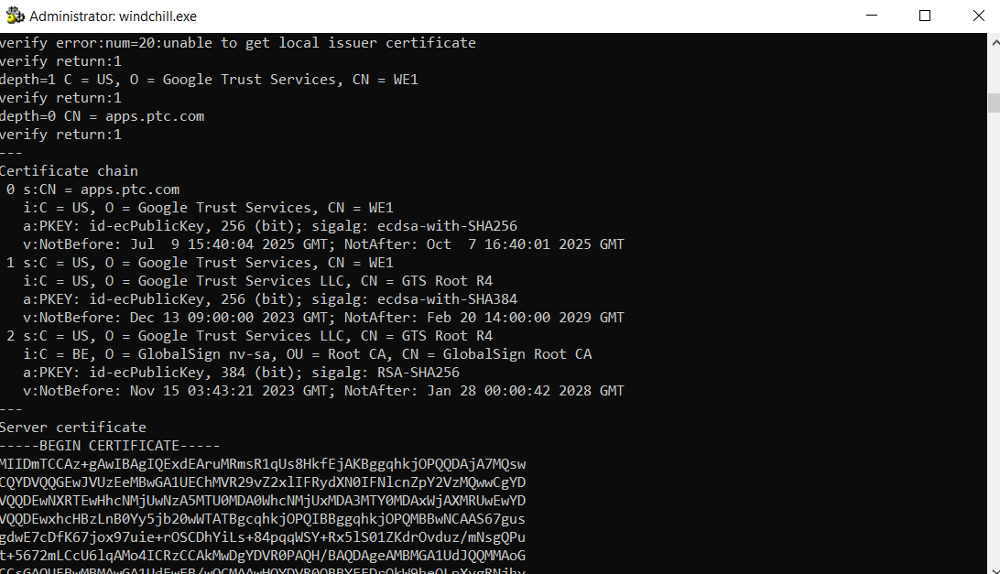 Administrator: windchill.exe
verify error:num=20:unable to get local issuer certificate
verify return:1
depth=1 C = US, O = Google Trust Services, CN = WE1
verify return:1
depth=0 CN = apps.ptc.com
verify return:1
---
Certificate chain
 0 s:CN = apps.ptc.com
   i:C = US, O = Google Trust Services, CN = WE1
   a:PKEY: id-ecPublicKey, 256 (bit); sigalg: ecdsa-with-SHA256
   v:NotBefore: Jul  9 15:40:04 2025 GMT; NotAfter: Oct  7 16:40:01 2025 GMT
 1 s:C = US, O = Google Trust Services, CN = WE1
   i:C = US, O = Google Trust Services LLC, CN = GTS Root R4
   a:PKEY: id-ecPublicKey, 256 (bit); sigalg: ecdsa-with-SHA384
   v:NotBefore: Dec 13 09:00:00 2023 GMT; NotAfter: Feb 20 14:00:00 2029 GMT
 2 s:C = US, O = Google Trust Services LLC, CN = GTS Root R4
   i:C = BE, O = GlobalSign nv-sa, OU = Root CA, CN = GlobalSign Root CA
   a:PKEY: id-ecPublicKey, 384 (bit); sigalg: RSA-SHA256
   v:NotBefore: Nov 15 03:43:21 2023 GMT; NotAfter: Jan 28 00:00:42 2028 GMT
---
Server certificate
-----BEGIN CERTIFICATE-----
MIIDmTCCAz+gAwIBAgIQExdEAruMRmsR1qUs8HkfEjAKBggqhkjOPQQDAjA7MQsw
CQYDVQQGEwJVUzEeMBwGA1UEChMVR29vZ2xlIFRydXN0IFNlcnZpY2VzMQwwCgYD
VQQDEwNXRTEwHhcNMjUwNzA5MTU0MDA0WhcNMjUxMDA3MTY0MDAxWjAXMRUwEwYD
VQQDEwxhcHBzLnB0Yy5jb20wWTATBgcqhkjOPQIBBggqhkjOPQMBBwNCAAS67gus
gdwE7cDfK67jox97uie+rOSCDhYiLs+84pqqWSY+Rx5lS01ZKdrOvduz/mNsgQPu
t+5672mLCcU6lqAMo4ICRzCCAkMwDgYDVR0PAQH/BAQDAgeAMBMGA1UdJQQMMAoG